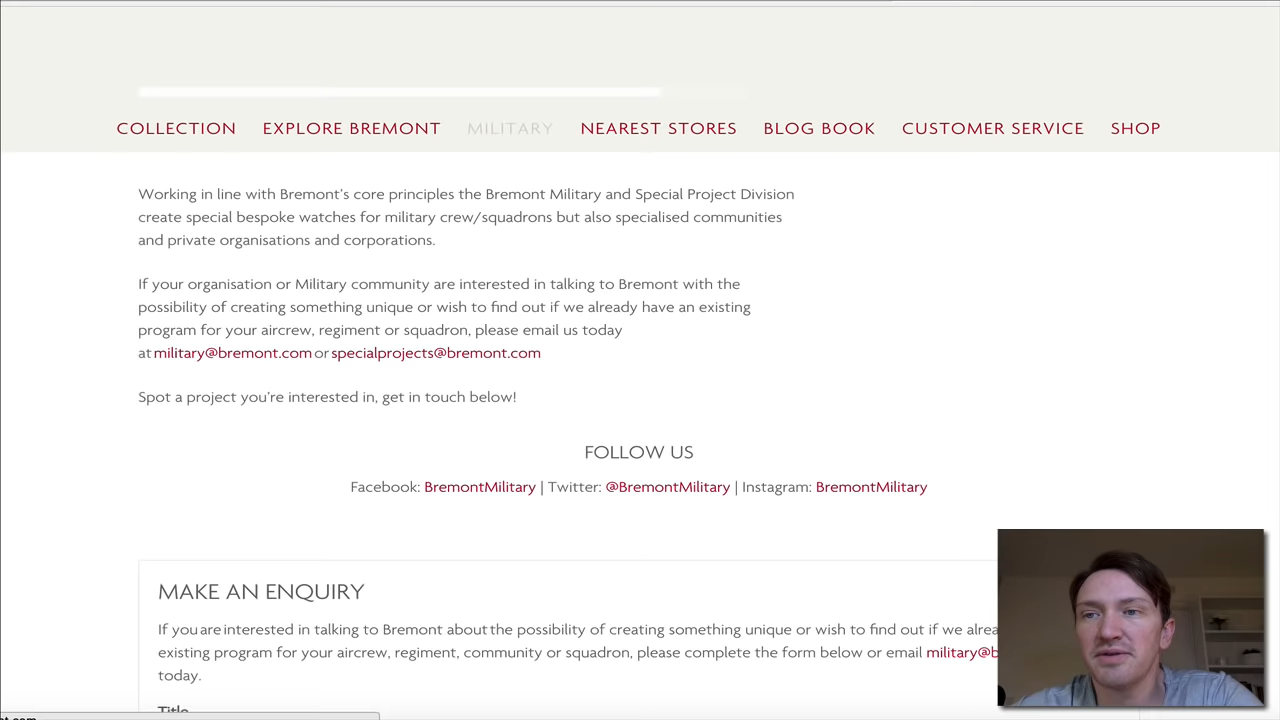 COLLECTION EXPLORE BREMONT MILITARY NEAREST STORES BLOG BOOK CUSTOMER SERVICE SHOP
Working in line with Bremont's core principles the Bremont Military and Special Project Division
create special bespoke watches for military crew/squadrons but also specialised communities
and private organisations and corporations.
If your organisation or Military community are interested in talking to Bremont with the
possibility of creating something unique or wish to find out if we already have an existing
program for your aircrew, regiment or squadron, please email us today
at military@bremont.com or specialprojects@bremont.com
Spot a project you're interested in, get in touch below!
FOLLOW US
Facebook: BremontMilitary | Twitter: @BremontMilitary | Instagram: BremontMilitary
MAKE AN ENQUIRY
If you are interested in talking to Bremont about the possibility of creating something unique or wish to find out if we
existing program for your aircrew, regiment, community or squadron, please complete the form below or email
today.
Title